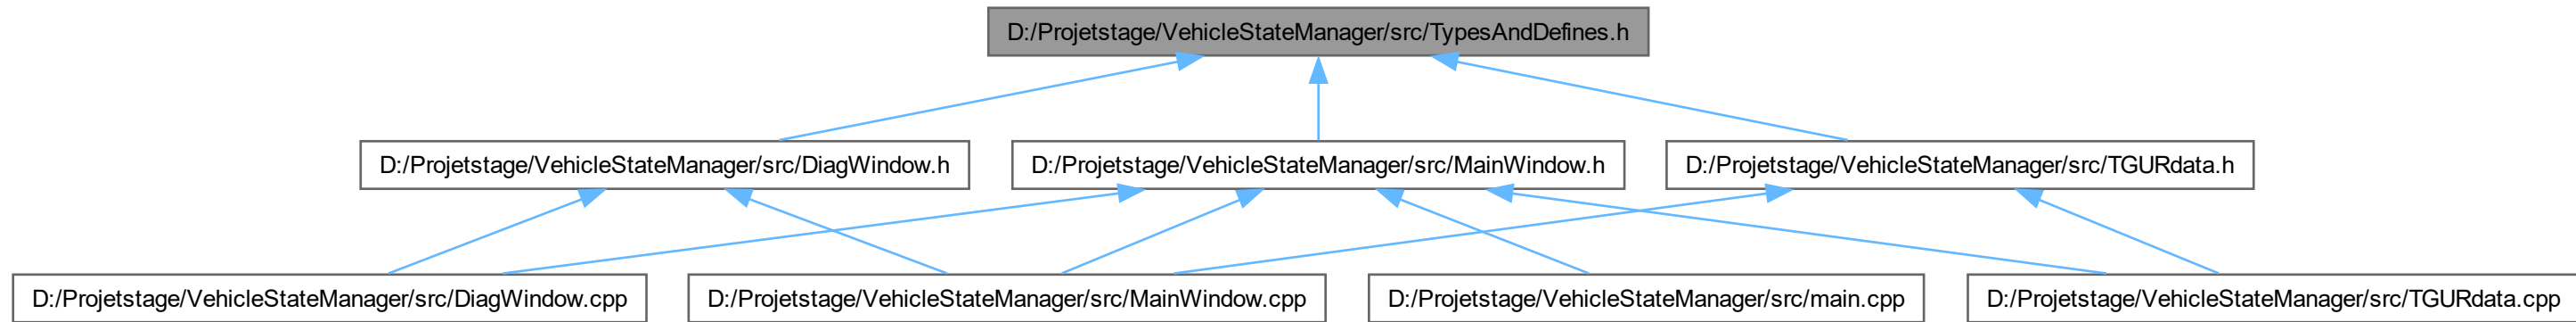 D:/Projetstage/VehicleStateManager/src/TypesAndDefines.h
D:/Projetstage/VehicleStateManager/src/DiagWindow.h
D:/Projetstage/VehicleStateManager/src/MainWindow.h
D:/Projetstage/VehicleStateManager/src/TGURdata.h
D:/Projetstage/VehicleStateManager/src/DiagWindow.cpp
D:/Projetstage/VehicleStateManager/src/MainWindow.cpp
D:/Projetstage/VehicleStateManager/src/main.cpp
D:/Projetstage/VehicleStateManager/src/TGURdata.cpp